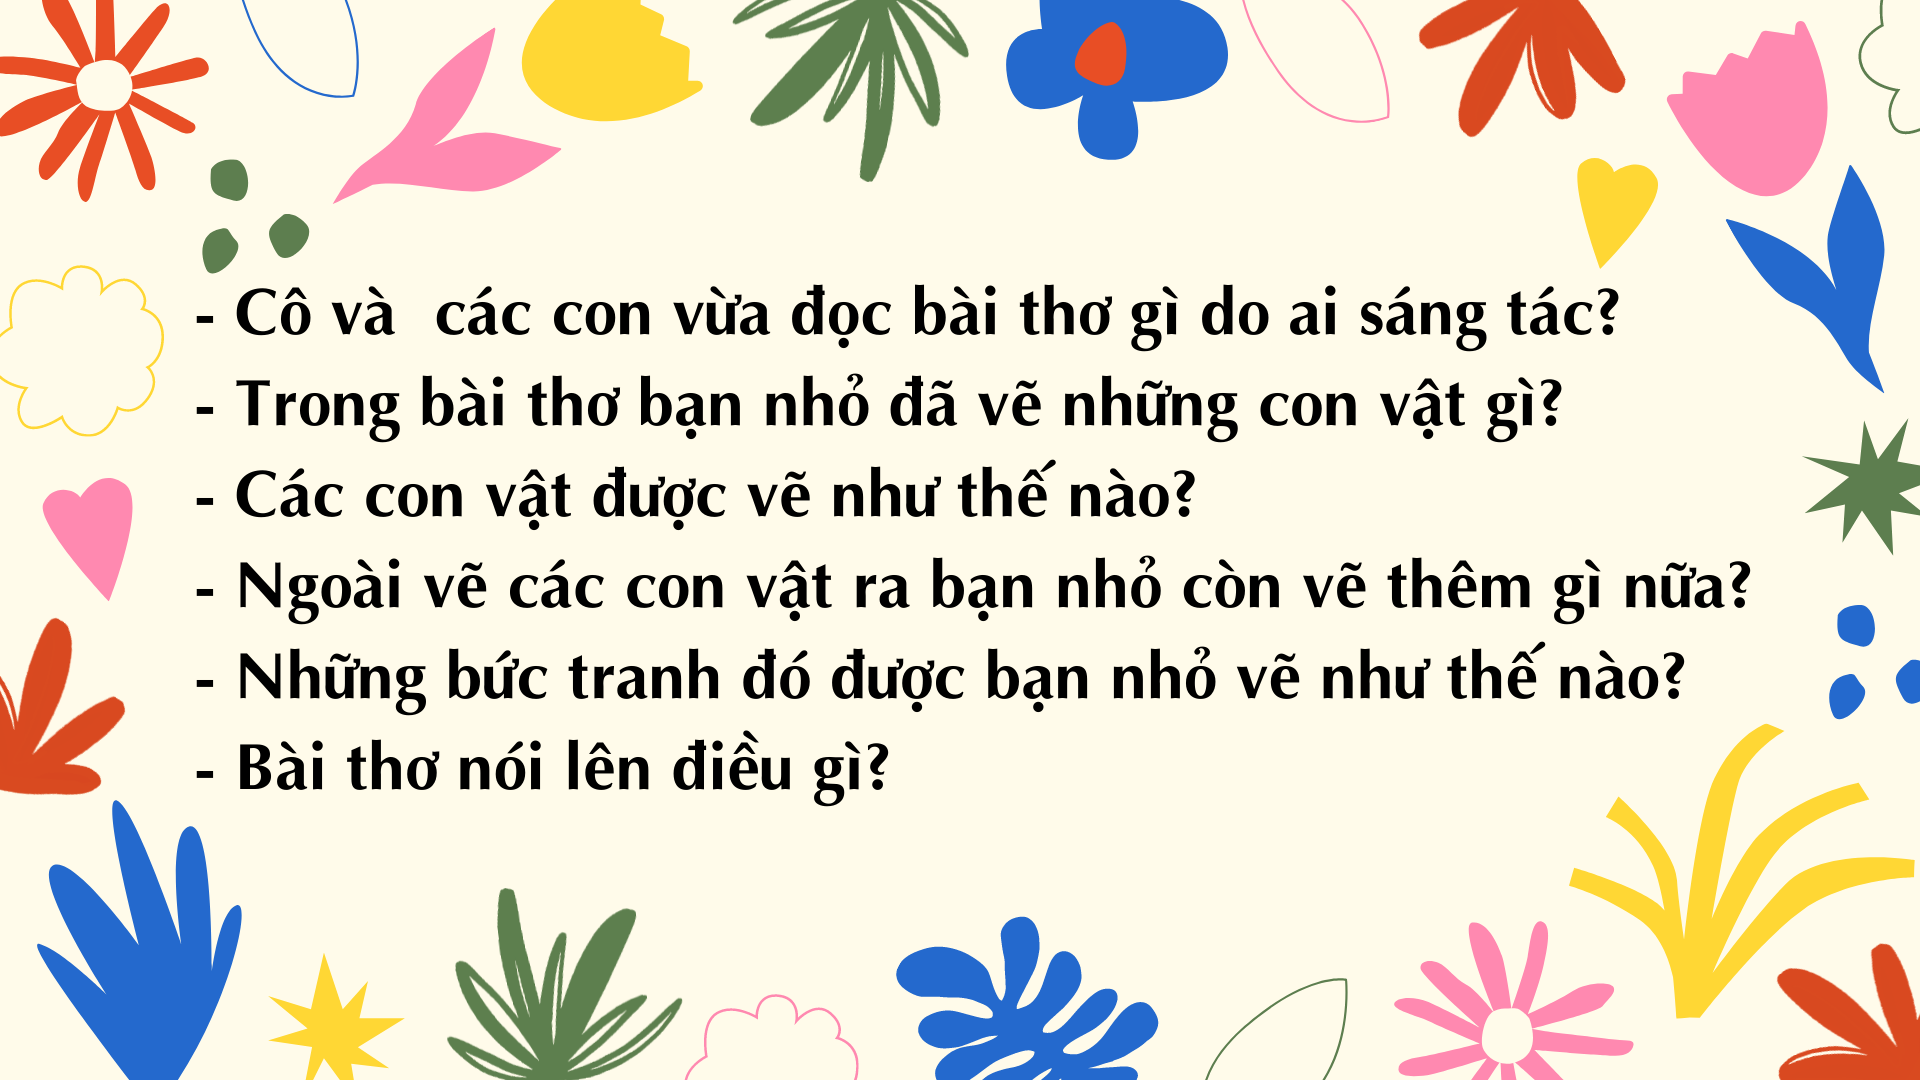 - Cô và  các con vừa đọc bài thơ gì do ai sáng tác?
- Trong bài thơ bạn nhỏ đã vẽ những con vật gì?
- Các con vật được vẽ như thế nào?
- Ngoài vẽ các con vật ra bạn nhỏ còn vẽ thêm gì nữa?
- Những bức tranh đó được bạn nhỏ vẽ như thế nào?
- Bài thơ nói lên điều gì?